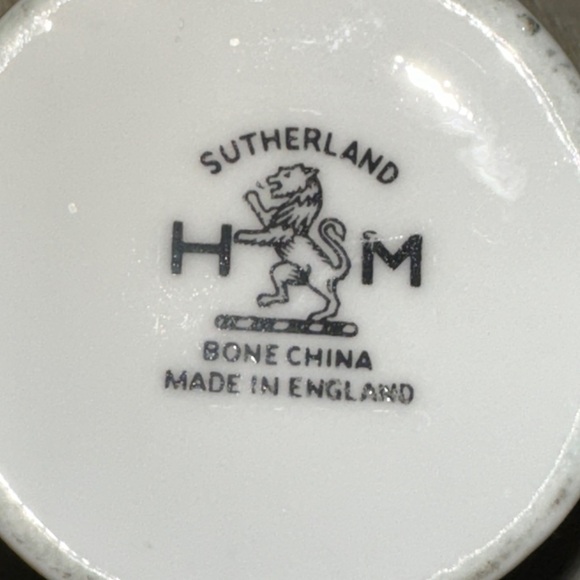 SUTHERLAND
H M
BONE CHINA
MADE IN ENGLAND